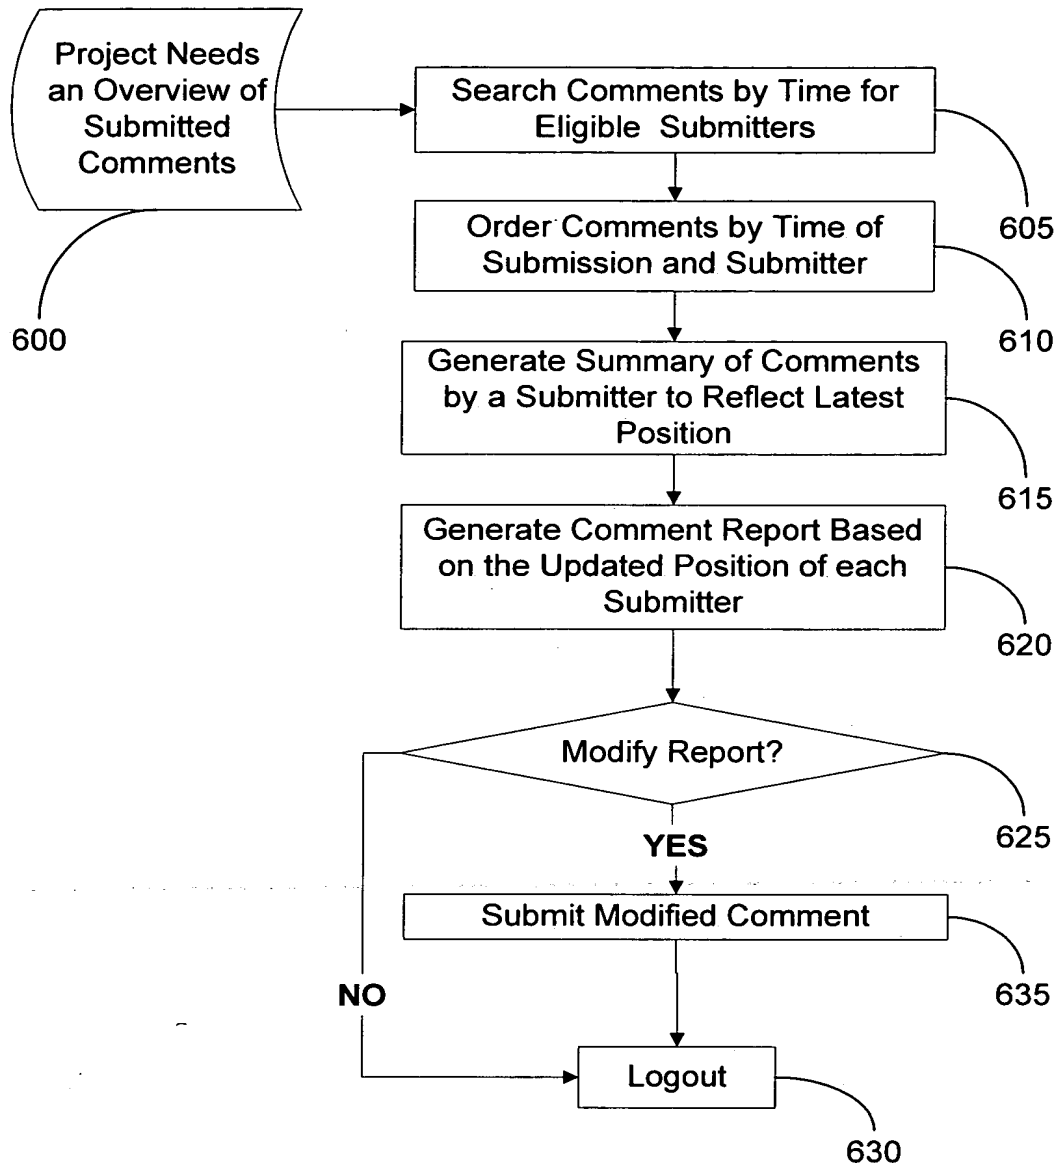 Project Needs
an Overview of
Submitted
Comments
600
Search Comments by Time for
Eligible Submitters
605
Order Comments by Time of
Submission and Submitter
610
Generate Summary of Comments
by a Submitter to Reflect Latest
Position
615
Generate Comment Report Based
on the Updated Position of each
Submitter
620
Modify Report?
625
YES
Submit Modified Comment
635
NO
Logout
630